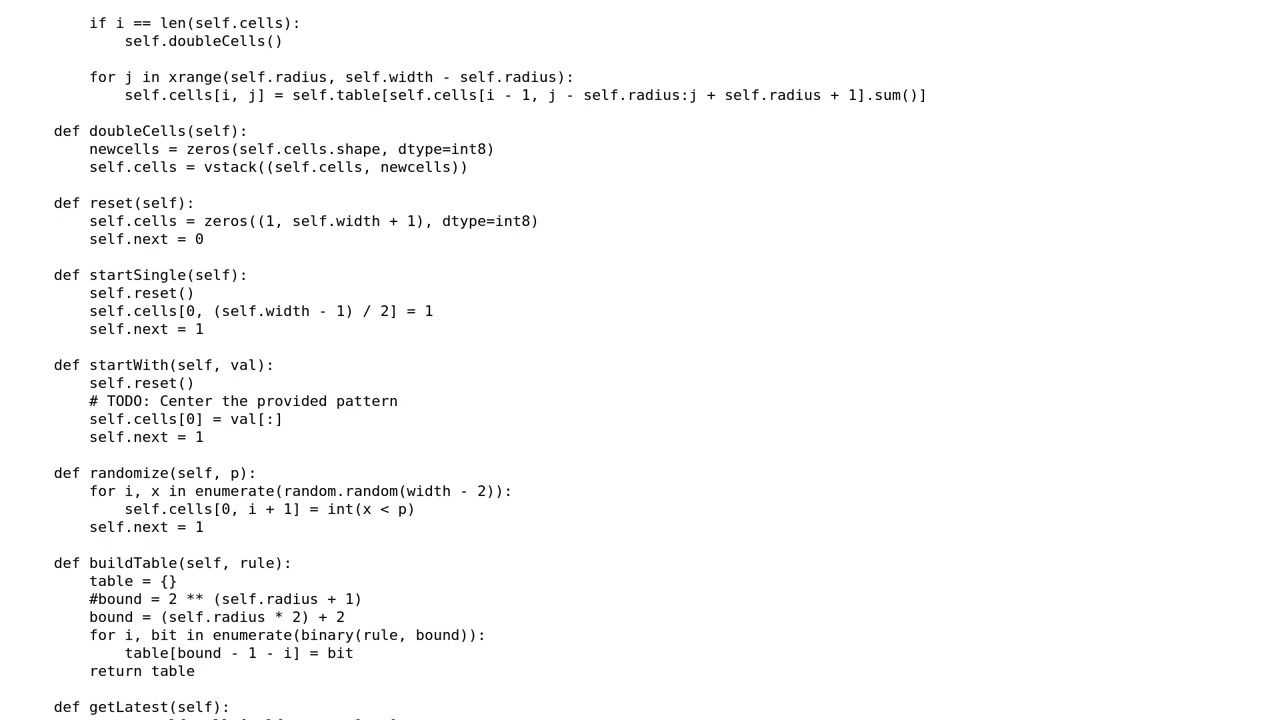 if i == len(self.cells):
self.doubleCells()
for j in xrange(self.radius, self.width - self.radius):
self.cells[i, j] = self.table[self.cells[i - 1, j - self.radius:j + self.radius + 1].sum()]
def doubleCells(self):
newcells = zeros(self.cells.shape, dtype=int8)
self.cells = vstack((self.cells, newcells))
def reset(self):
self.cells = zeros((1, self.width + 1), dtype=int8)
self.next = 0
def startSingle(self):
self.reset()
self.cells[0, (self.width - 1) / 2] = 1
self.next = 1
def startWith(self, val):
self.reset()
# TODO: Center the provided pattern
self.cells[0] = val[:]
self.next = 1
def randomize(self, p):
for i, x in enumerate(random.random(width - 2)):
self.cells[0, i + 1] = int(x < p)
self.next = 1
def buildTable(self, rule):
table = {}
#bound = 2 ** (self.radius + 1)
bound = (self.radius * 2) + 2
for i, bit in enumerate(binary(rule, bound)):
table[bound - 1 - i] = bit
return table
def getLatest(self):